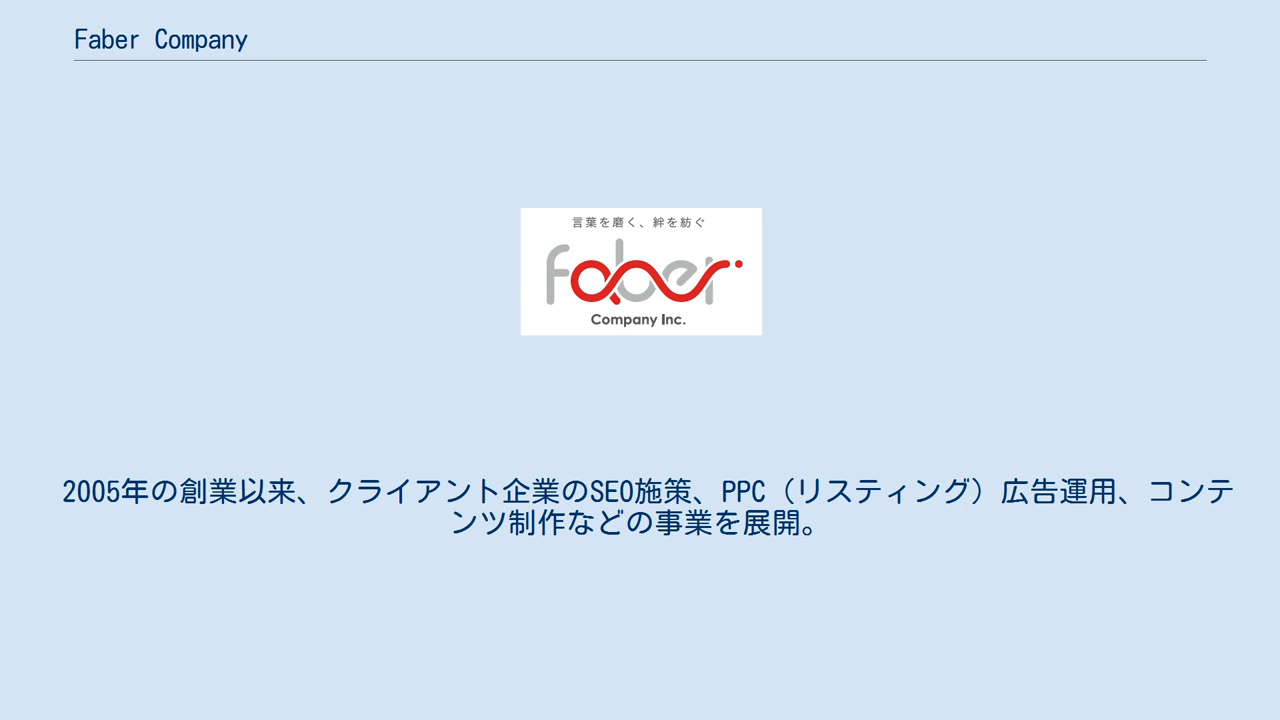 Faber Company
言葉を磨く、絆を紡ぐ
faber
Company Inc.
2005年の創業以来、クライアント企業のSEO施策、PPC（リスティング）広告運用、コンテ
ンツ制作などの事業を展開。